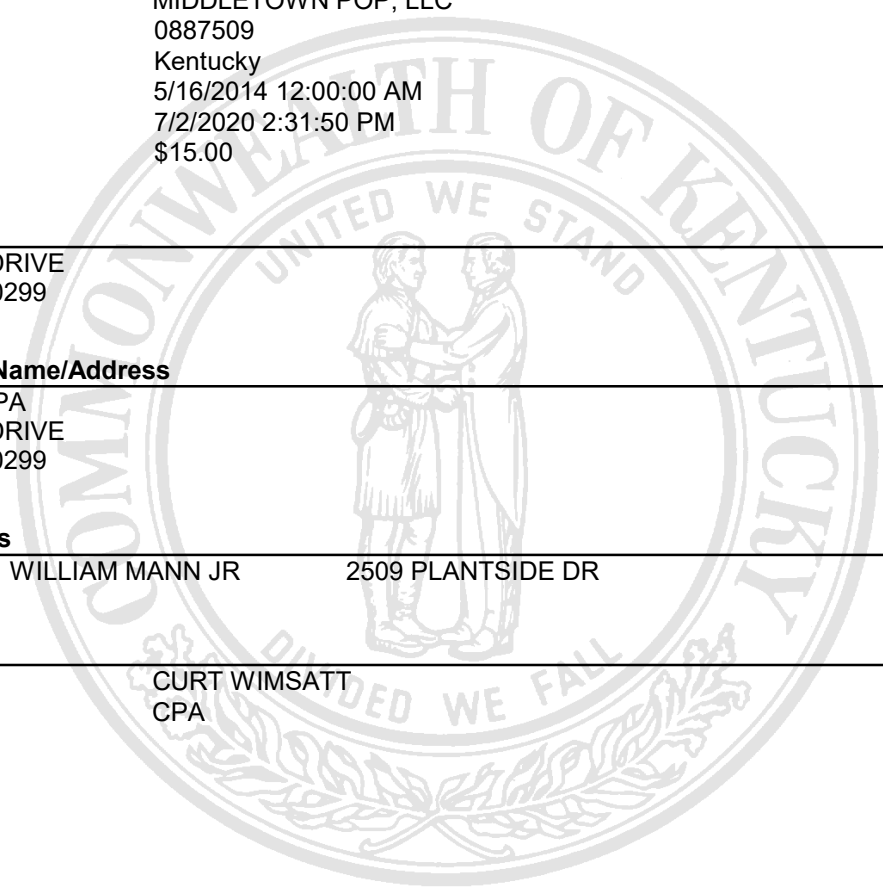 MIDDLETOWN POP, LLC
0887509
Kentucky
5/16/2014 12:00:00 AM
7/2/2020 2:31:50 PM
$15.00
DRIVE
0299
Name/Address
PA
DRIVE
0299
s
WILLIAM MANN JR 2509 PLANTSIDE DR
CURT WIMSATT
CPA
COMMONWEALTH OF KENTUCKY
UNITED WE STAND
DIVIDED WE FALL